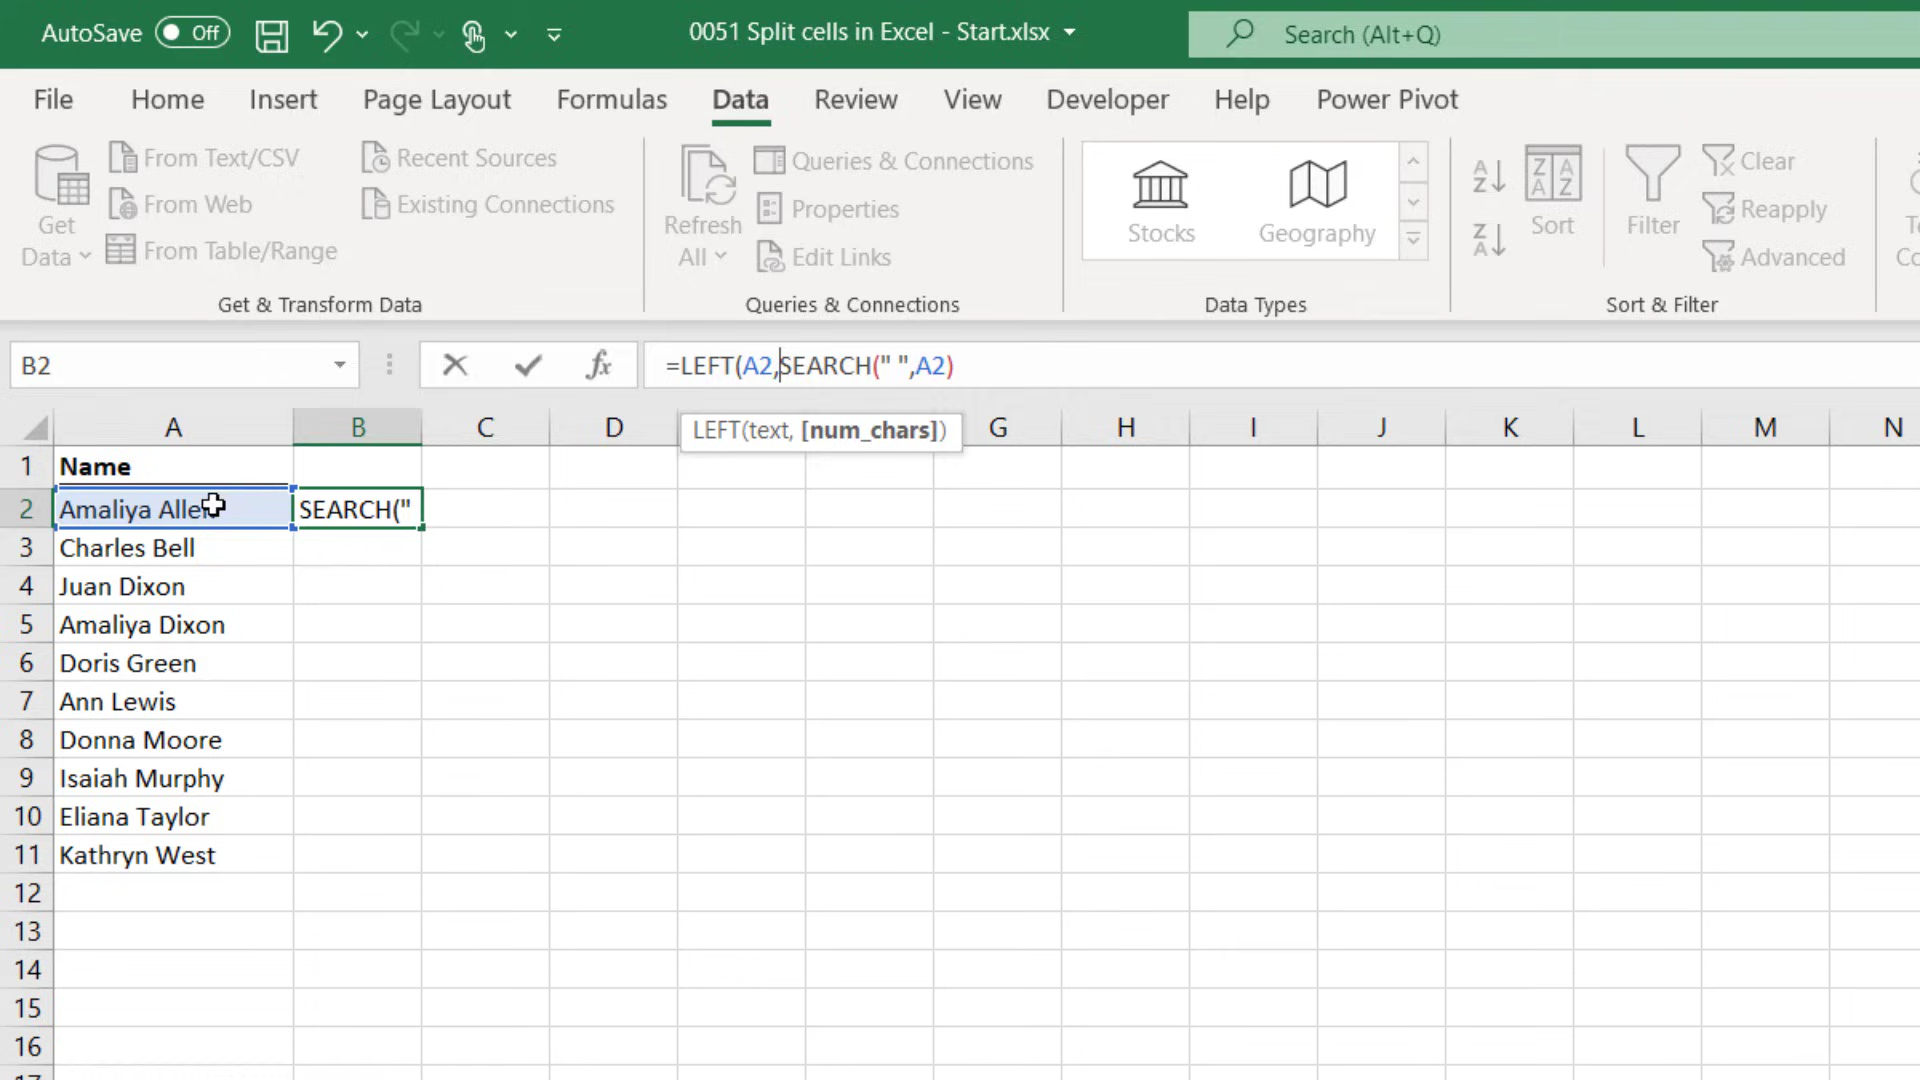 AutoSave Off 0051 Split cells in Excel - Start.xlsx Search (Alt+Q)
File Home Insert Page Layout Formulas Data Review View Developer Help Power Pivot
Get Data
From Text/CSV
From Web
From Table/Range
Recent Sources
Existing Connections
Get & Transform Data
Refresh All
Queries & Connections
Properties
Edit Links
Queries & Connections
Stocks Geography
Data Types
Sort
Filter
Clear
Reapply
Advanced
Sort & Filter
B2 fx =LEFT(A2,SEARCH(" ",A2)
LEFT(text, [num_chars])
A B C D G H I J K L M N
1 Name
2 Amaliya Allen SEARCH("
3 Charles Bell
4 Juan Dixon
5 Amaliya Dixon
6 Doris Green
7 Ann Lewis
8 Donna Moore
9 Isaiah Murphy
10 Eliana Taylor
11 Kathryn West
12
13
14
15
16